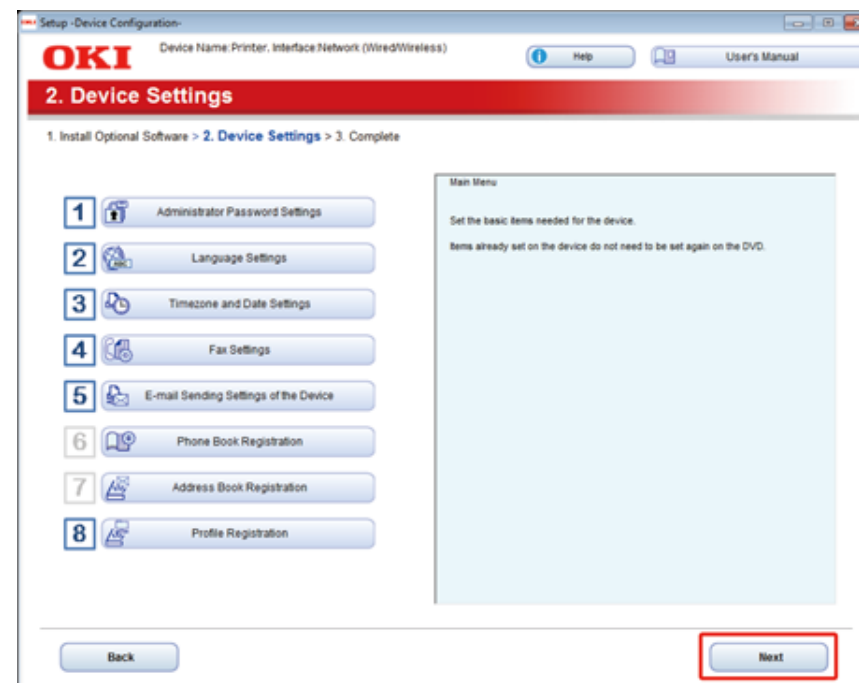 Setup -Device Configuration-
OKI
Device Name:Printer, Interface:Network (Wired/Wireless)
Help
User's Manual
2. Device Settings
1. Install Optional Software > 2. Device Settings > 3. Complete
Main Menu
Set the basic items needed for the device.
Items already set on the device do not need to be set again on the DVD.
1 Administrator Password Settings
2 Language Settings
3 Timezone and Date Settings
4 Fax Settings
5 E-mail Sending Settings of the Device
6 Phone Book Registration
7 Address Book Registration
8 Profile Registration
Back
Next